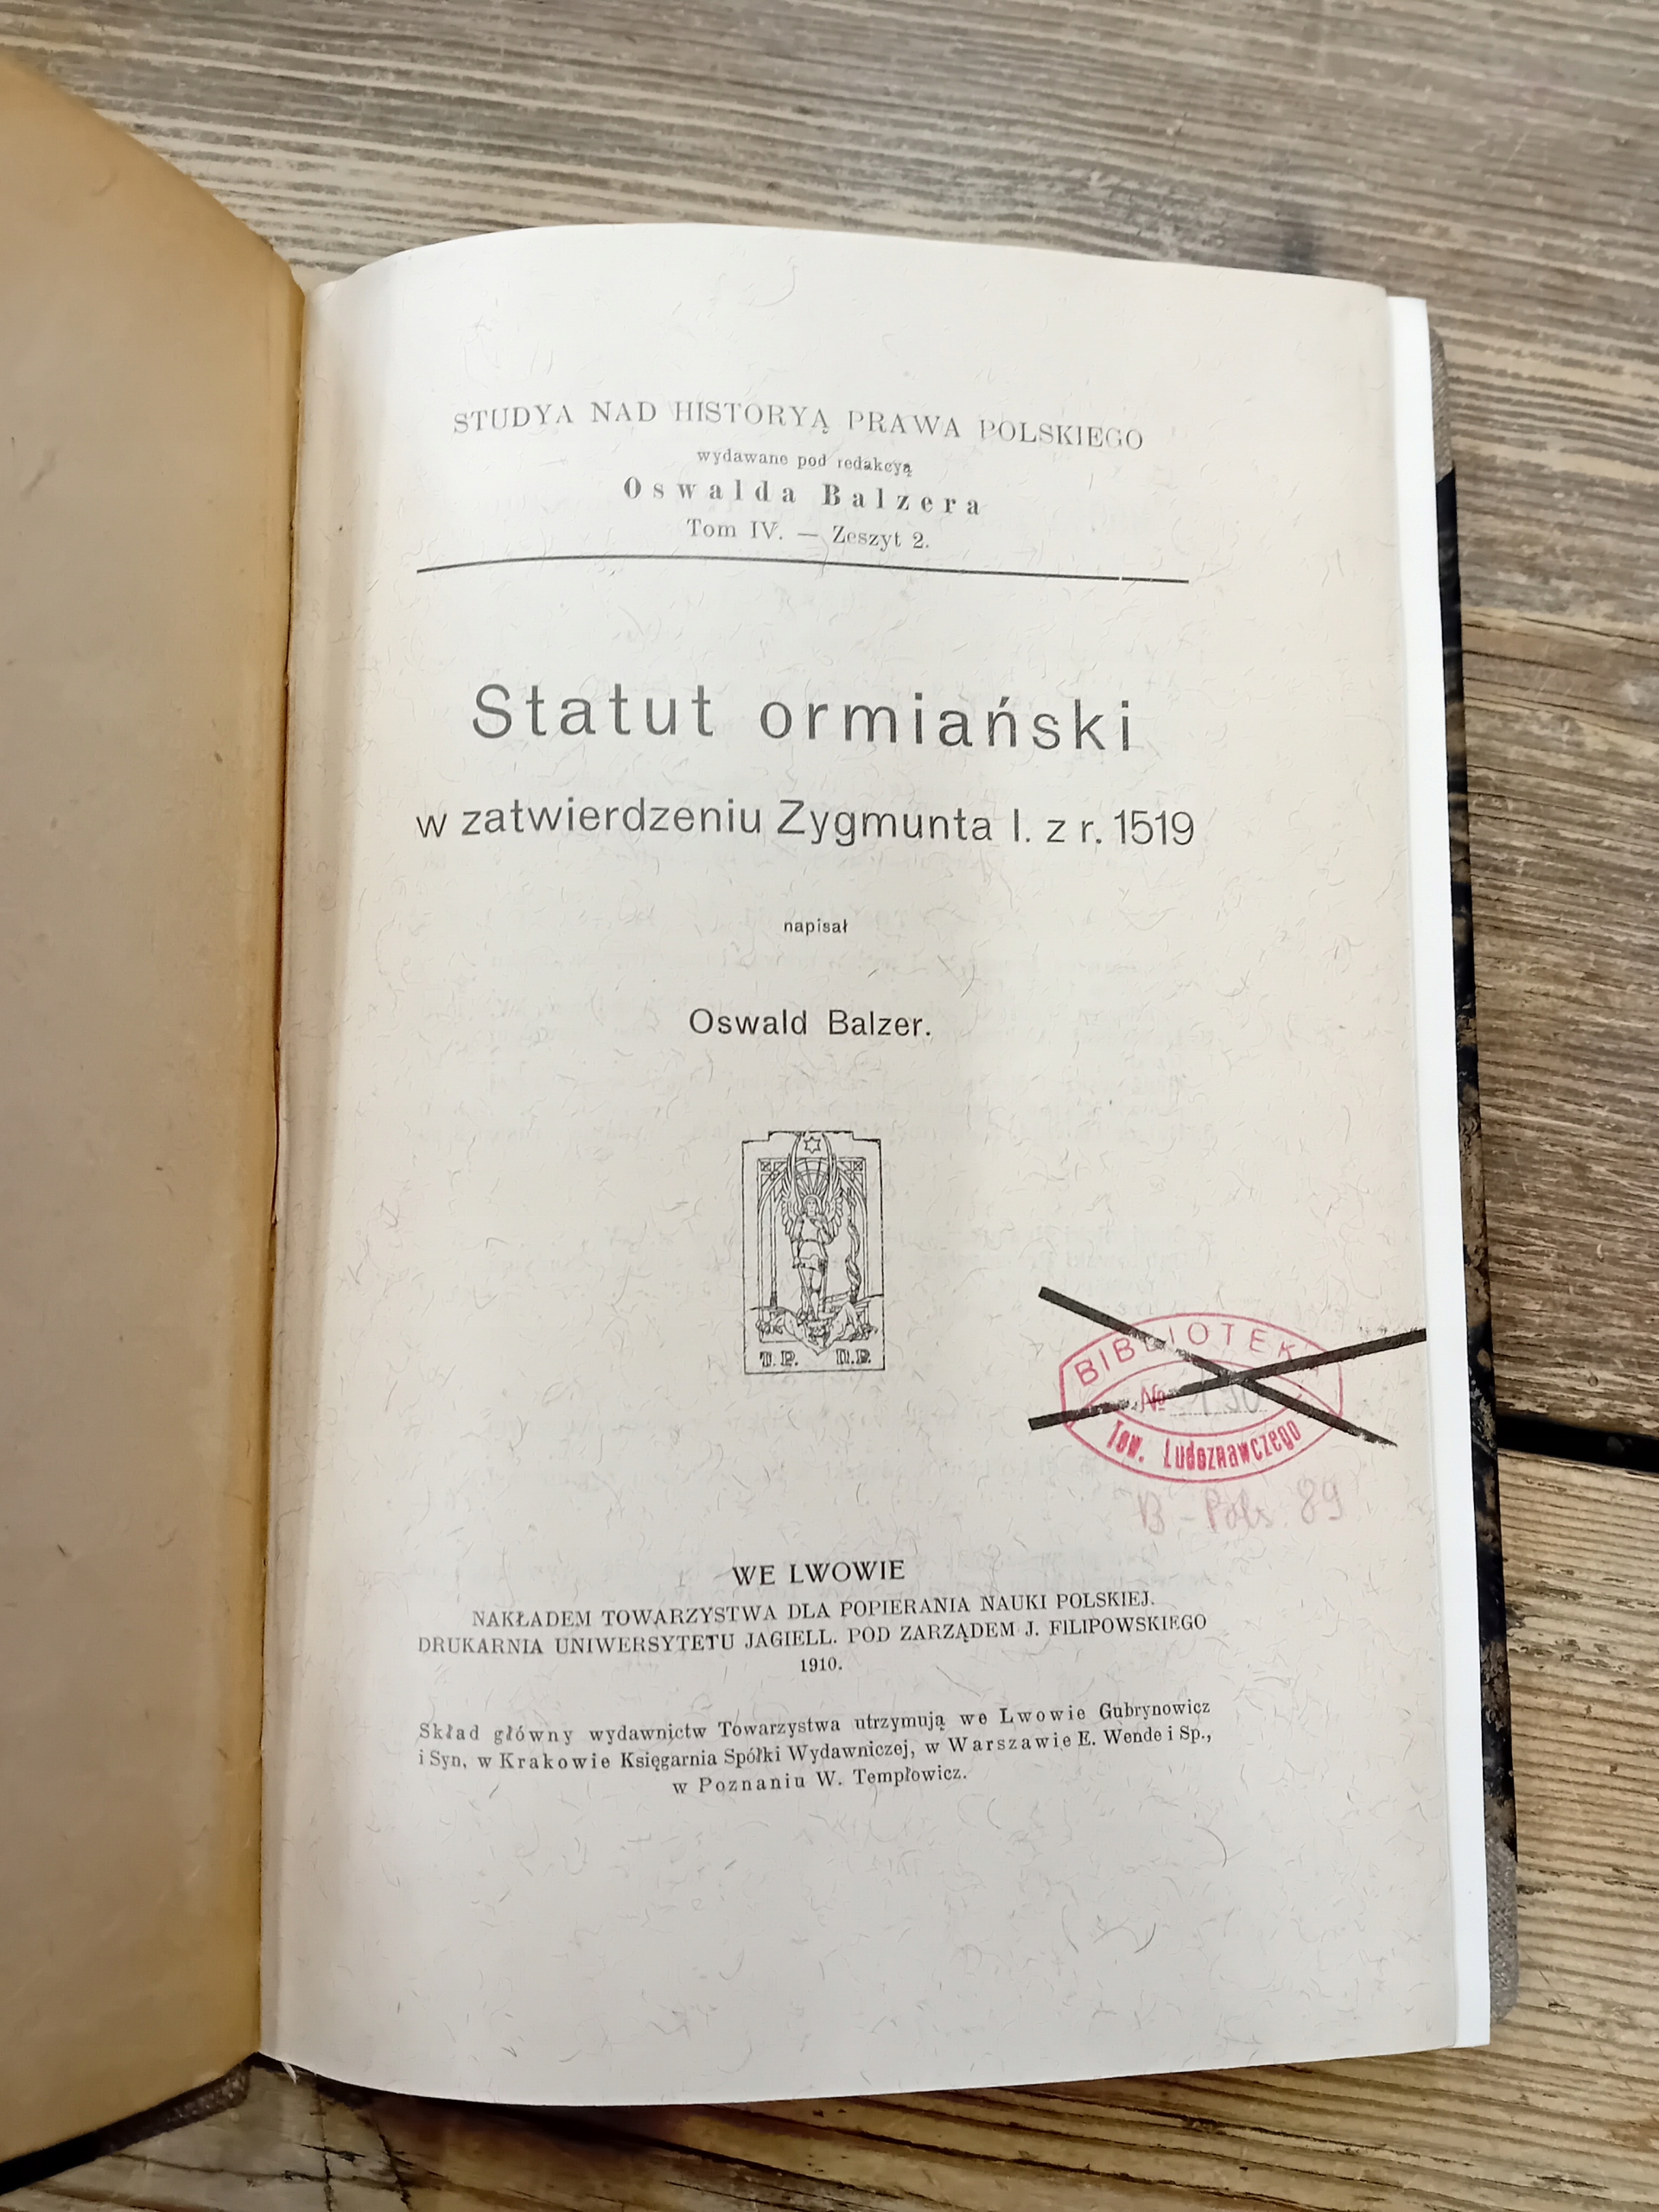 STUDYA NAD HISTORYĄ PRAWA POLSKIEGO
wydawane pod redakcyą
Oswalda Balzera
Tom IV. — Zeszyt 2.
Statut ormiański
w zatwierdzeniu Zygmunta I. z r. 1519
napisał
Oswald Balzer.
T. P. N. P.
BIBLIOTEKA
№
Tow. Ludoznawczego
89
WE LWOWIE
NAKŁADEM TOWARZYSTWA DLA POPIERANIA NAUKI POLSKIEJ.
DRUKARNIA UNIWERSYTETU JAGIELL. POD ZARZĄDEM J. FILIPOWSKIEGO
1910.
Skład główny wydawnictw Towarzystwa utrzymują we Lwowie Gubrynowicz
i Syn, w Krakowie Księgarnia Spółki Wydawniczej, w Warszawie E. Wende i Sp.,
w Poznaniu W. Tempłowicz.